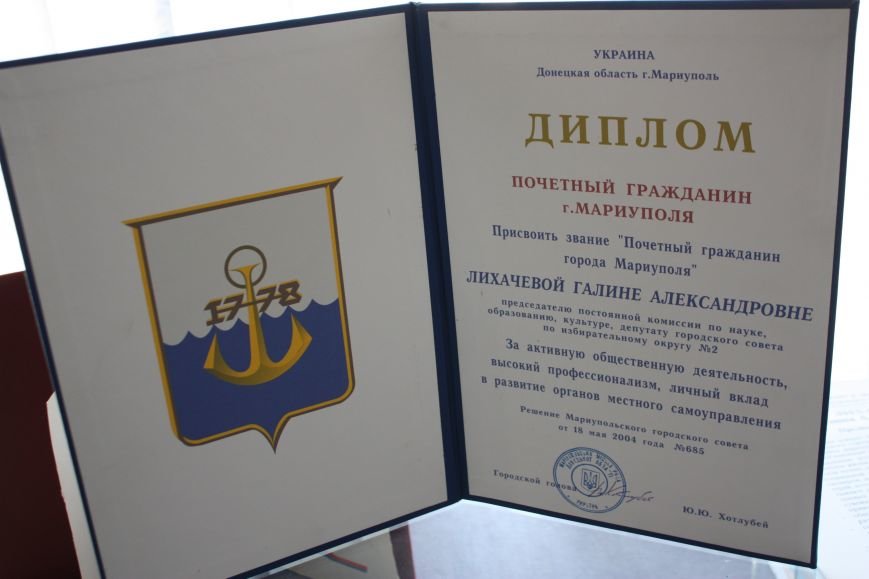 1778
УКРАИНА
Донецкая область г.Мариуполь
ДИПЛОМ
ПОЧЕТНЫЙ ГРАЖДАНИН
г.МАРИУПОЛЯ
Присвоить звание "Почетный гражданин
города Мариуполя"
ЛИХАЧЕВОЙ ГАЛИНЕ АЛЕКСАНДРОВНЕ
председателю постоянной комиссии по науке,
образованию, культуре, депутату городского совета
по избирательному округу №2
За активную общественную деятельность,
высокий профессионализм, личный вклад
в развитие органов местного самоуправления
Решение Мариупольского городского совета
от 18 мая 2004 года №685
Городской голова
Ю.Ю. Хотлубей